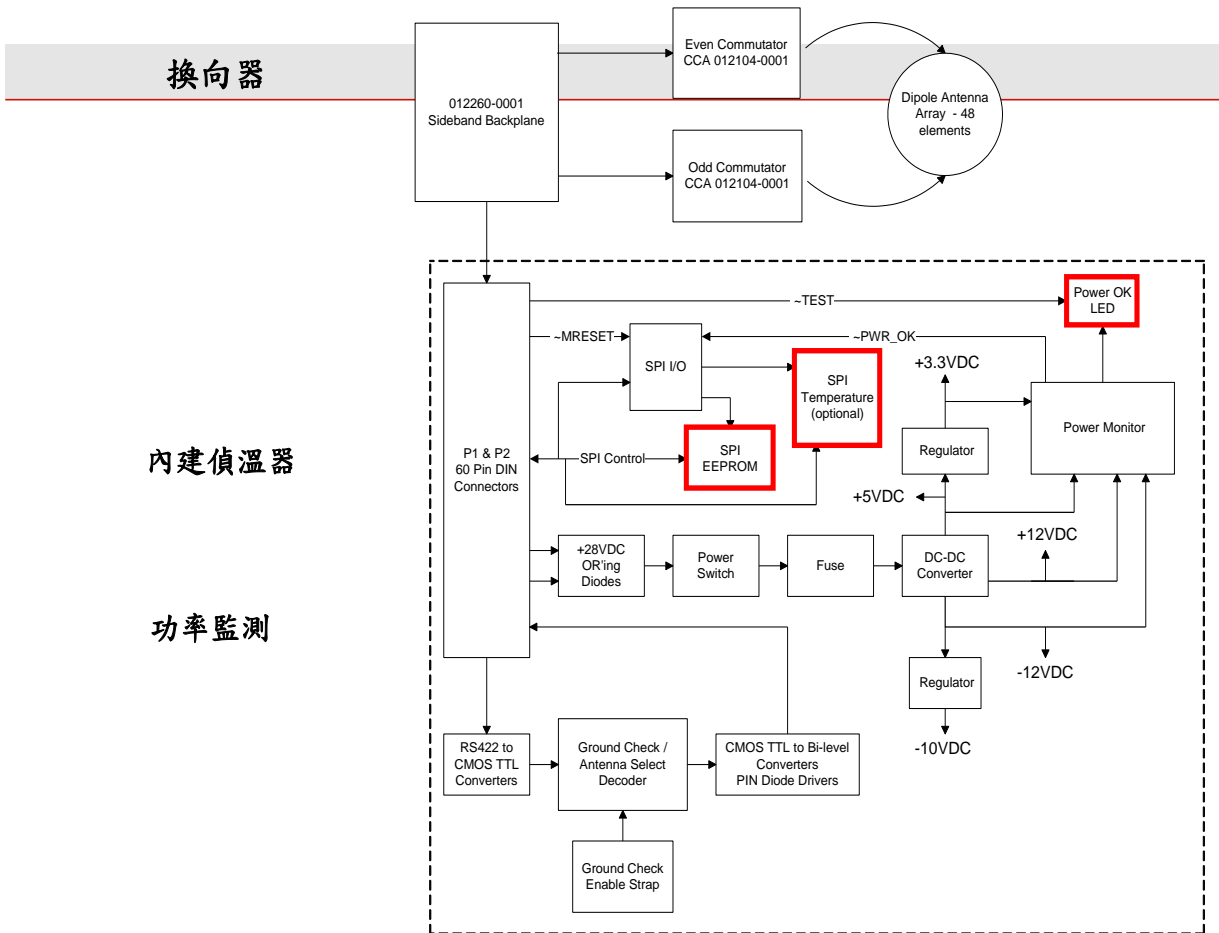 換向器
012260-0001
Sideband Backplane
Even Commutator
CCA 012104-0001
Odd Commutator
CCA 012104-0001
Dipole Antenna
Array - 48
elements
~TEST
Power OK
LED
~MRESET
SPI I/O
~PWR_OK
SPI
Temperature
(optional)
+3.3VDC
Power Monitor
內建偵溫器
P1 & P2
60 Pin DIN
Connectors
SPI Control
SPI
EEPROM
Regulator
+5VDC
+12VDC
+28VDC
OR'ing
Diodes
Power
Switch
Fuse
DC-DC
Converter
功率監測
Regulator
-12VDC
-10VDC
RS422 to
CMOS TTL
Converters
Ground Check /
Antenna Select
Decoder
CMOS TTL to Bi-level
Converters
PIN Diode Drivers
Ground Check
Enable Strap